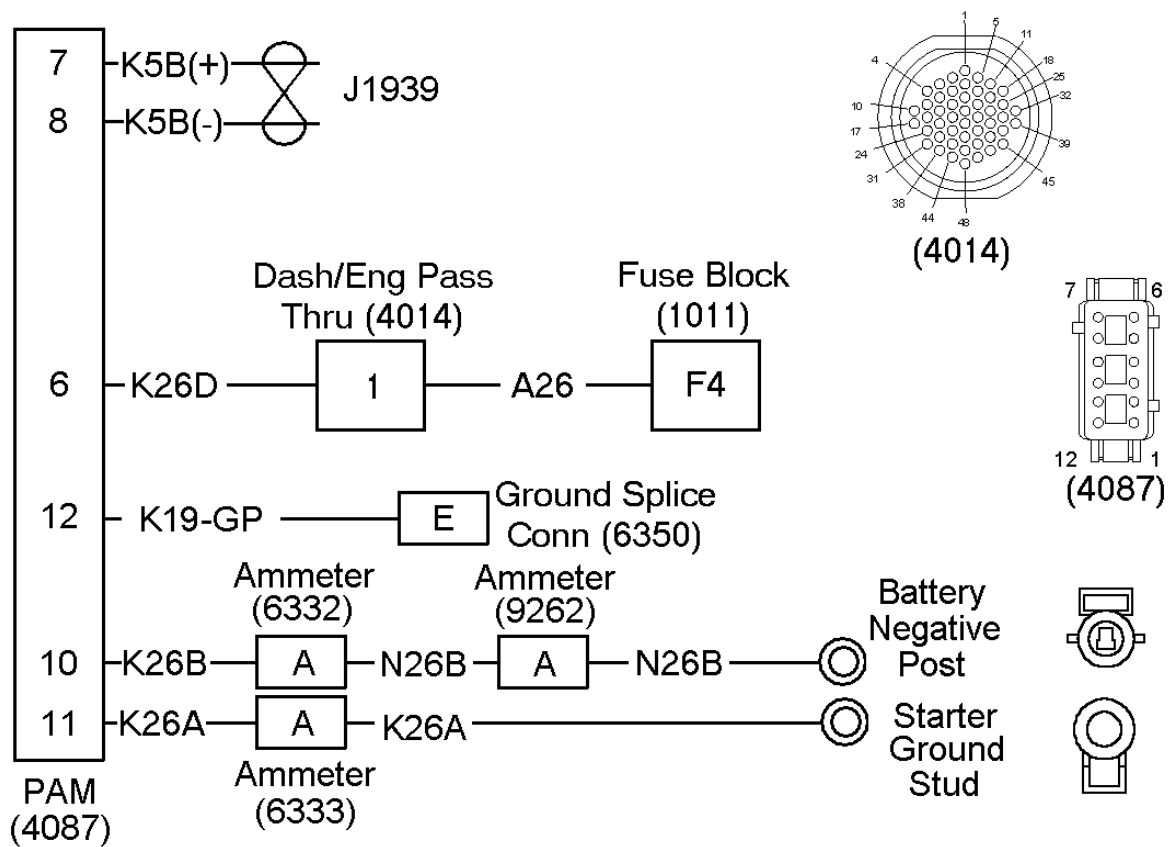 7
K5B(+)
J1939
8
K5B(-)
1
5
11
4
18
25
32
10
17
24
39
31
45
38
44
48
(4014)
Dash/Eng Pass
Thru (4014)
Fuse Block
(1011)
7
6
6
K26D
1
A26
F4
12
1
(4087)
12
K19-GP
E
Ground Splice
Conn (6350)
Ammeter
(6332)
Ammeter
(9262)
Battery
Negative
Post
10
K26B
A
N26B
A
N26B
11
K26A
A
K26A
Starter
Ground
Stud
Ammeter
(6333)
PAM
(4087)